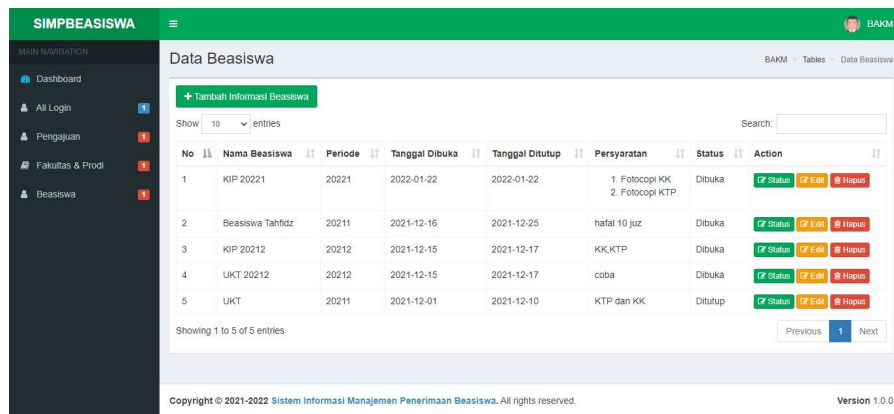 SIMPBEASISWA
BAKM
MAIN NAVIGATION
Dashboard
All Login 1
Pengajuan 1
Fakultas & Prodi 1
Beasiswa 1
Data Beasiswa
BAKM > Tables > Data Beasiswa
+ Tambah Informasi Beasiswa
Show 10 entries
Search:
No Nama Beasiswa Periode Tanggal Dibuka Tanggal Ditutup Persyaratan Status Action
1 KIP 20221 20221 2022-01-22 2022-01-22 1. Fotocopi KK Dibuka Status Edit Hapus
2. Fotocopi KTP
2 Beasiswa Tahfidz 20211 2021-12-16 2021-12-25 hafal 10 juz Dibuka Status Edit Hapus
3 KIP 20212 20212 2021-12-15 2021-12-17 KK,KTP Dibuka Status Edit Hapus
4 UKT 20212 20212 2021-12-15 2021-12-17 coba Dibuka Status Edit Hapus
5 UKT 20211 2021-12-01 2021-12-10 KTP dan KK Ditutup Status Edit Hapus
Showing 1 to 5 of 5 entries
Previous 1 Next
Copyright © 2021-2022 Sistem Informasi Manajemen Penerimaan Beasiswa. All rights reserved.
Version 1.0.0